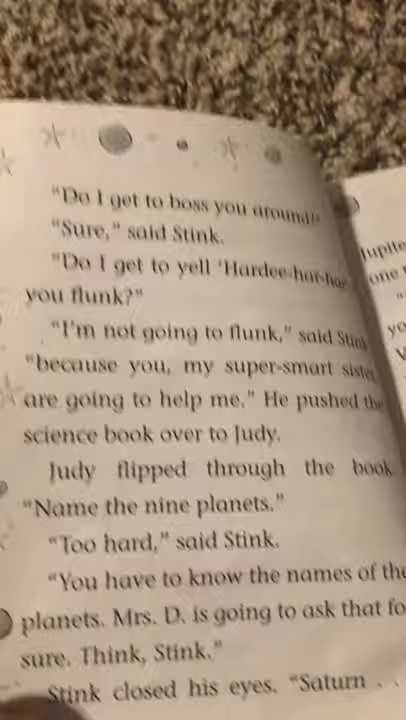 "Do I get to boss you around?"
"Sure," said Stink.
"Do I get to yell 'Hardee-har-har
you flunk?"
"I'm not going to flunk," said Stink
"because you, my super-smart sister
are going to help me." He pushed the
science book over to Judy.
Judy flipped through the book
"Name the nine planets."
"Too hard," said Stink.
"You have to know the names of the
planets. Mrs. D. is going to ask that fo
sure. Think, Stink."
Stink closed his eyes. "Saturn . .
Jupite
one
yo